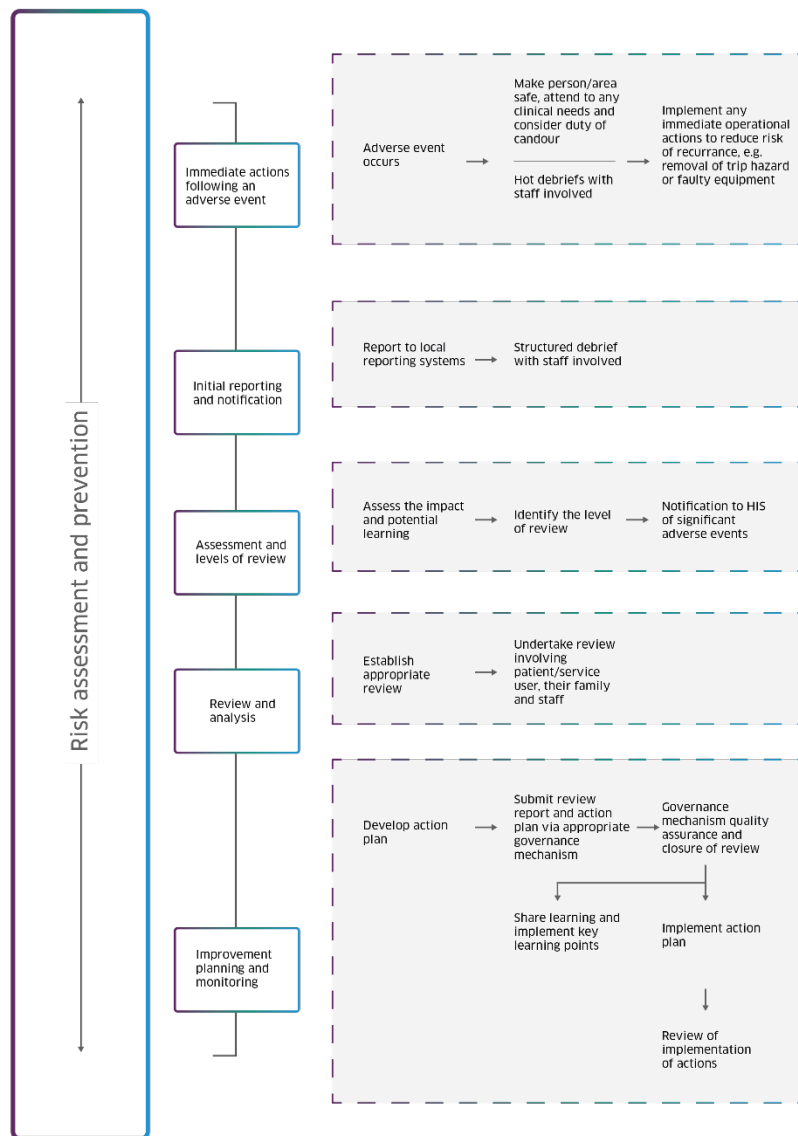 Risk assessment and prevention
Immediate actions
following an
adverse event
Adverse event
occurs
Make person/area
safe, attend to any
clinical needs and
consider duty of
candour
Hot debriefs with
staff involved
Implement any
immediate operational
actions to reduce risk
of recurrance, e.g.
removal of trip hazard
or faulty equipment
Initial reporting
and notification
Report to local
reporting systems
Structured debrief
with staff involved
Assessment and
levels of review
Assess the impact
and potential
learning
Identify the level
of review
Notification to HIS
of significant
adverse events
Review and
analysis
Establish
appropriate
review
Undertake review
involving
patient/service
user, their family
and staff
Improvement
planning and
monitoring
Develop action
plan
Submit review
report and action
plan via appropriate
governance
mechanism
Governance
mechanism quality
assurance and
closure of review
Share learning and
implement key
learning points
Implement action
plan
Review of
implementation
of actions